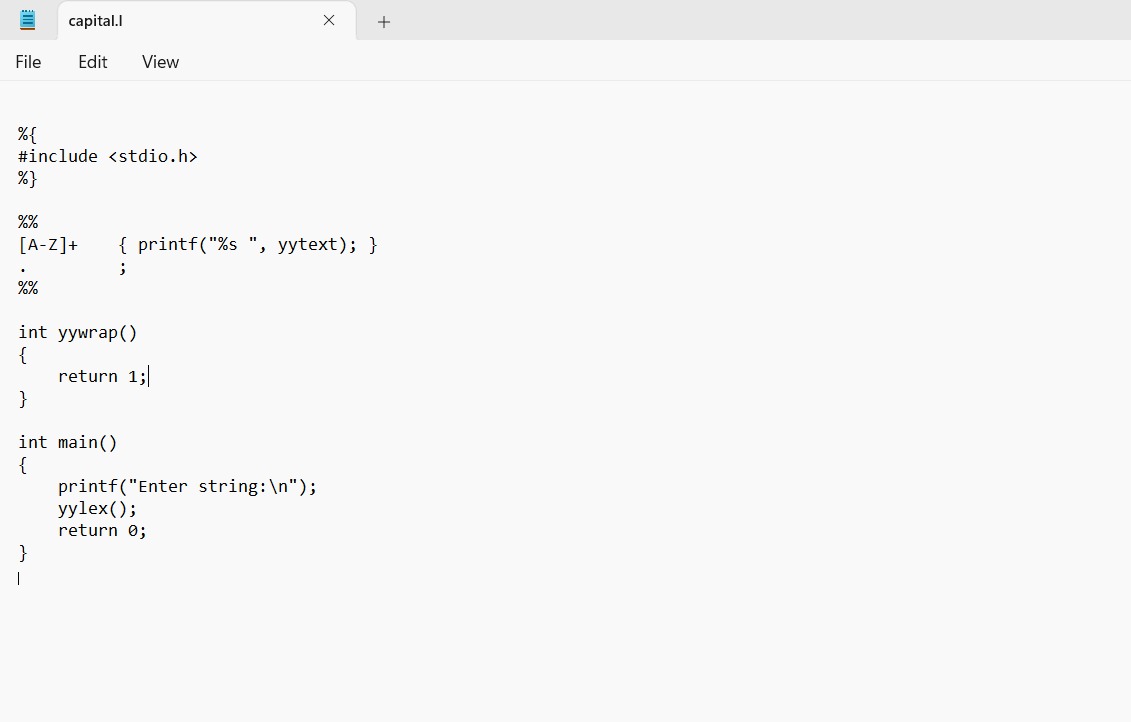 capital.l
File Edit View
%{
#include <stdio.h>
%}
%%
[A-Z]+    { printf("%s ", yytext); }
.         ;
%%
int yywrap()
{
    return 1;
}
int main()
{
    printf("Enter string:\n");
    yylex();
    return 0;
}